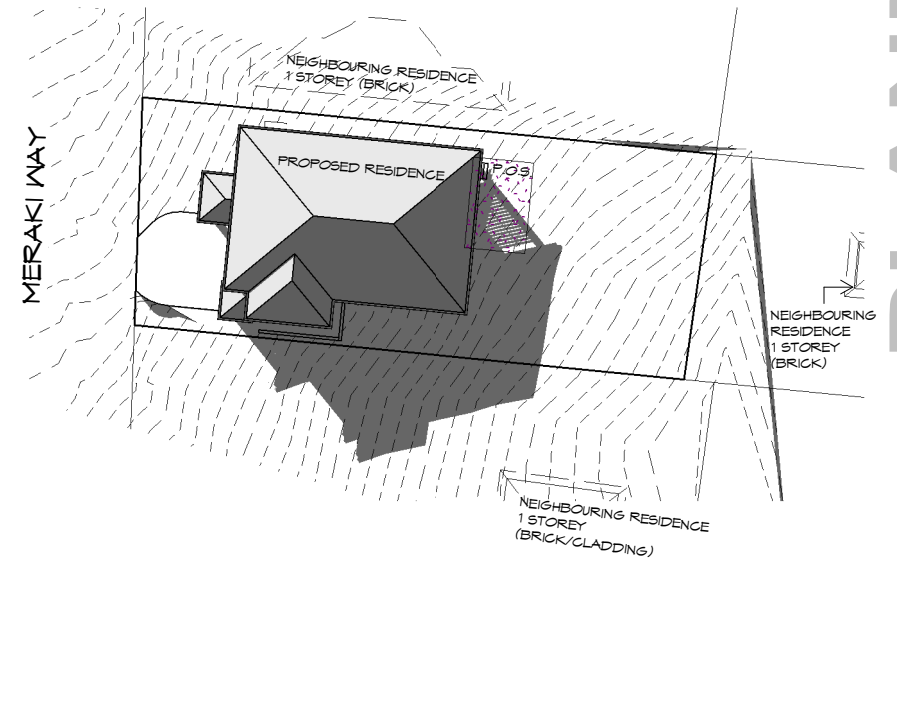 NEIGHBOURING RESIDENCE
1 STOREY (BRICK)
PROPOSED RESIDENCE
P.O.S.
MERAKI WAY
NEIGHBOURING
RESIDENCE
1 STOREY
(BRICK)
NEIGHBOURING RESIDENCE
1 STOREY
(BRICK/CLADDING)